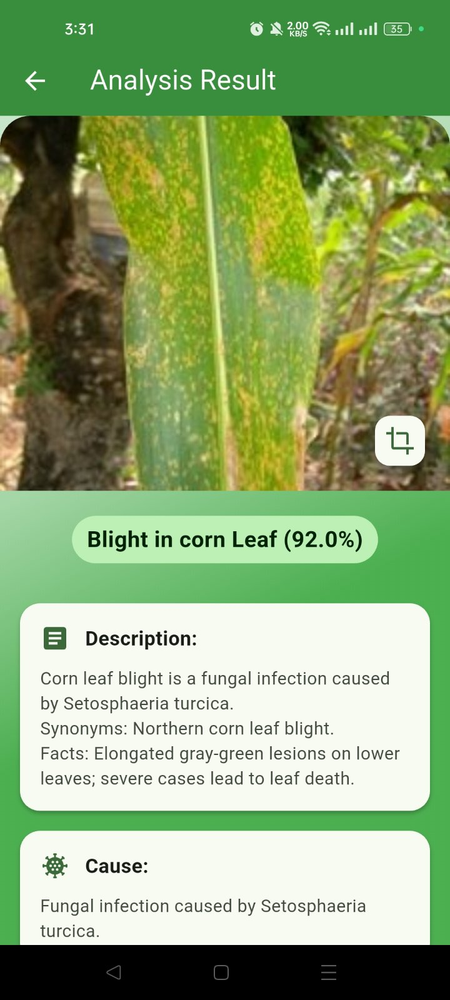 3:31
2.00
KB/S
35
Analysis Result
Blight in corn Leaf (92.0%)
Description:
Corn leaf blight is a fungal infection caused
by Setosphaeria turcica.
Synonyms: Northern corn leaf blight.
Facts: Elongated gray-green lesions on lower
leaves; severe cases lead to leaf death.
Cause:
Fungal infection caused by Setosphaeria
turcica.